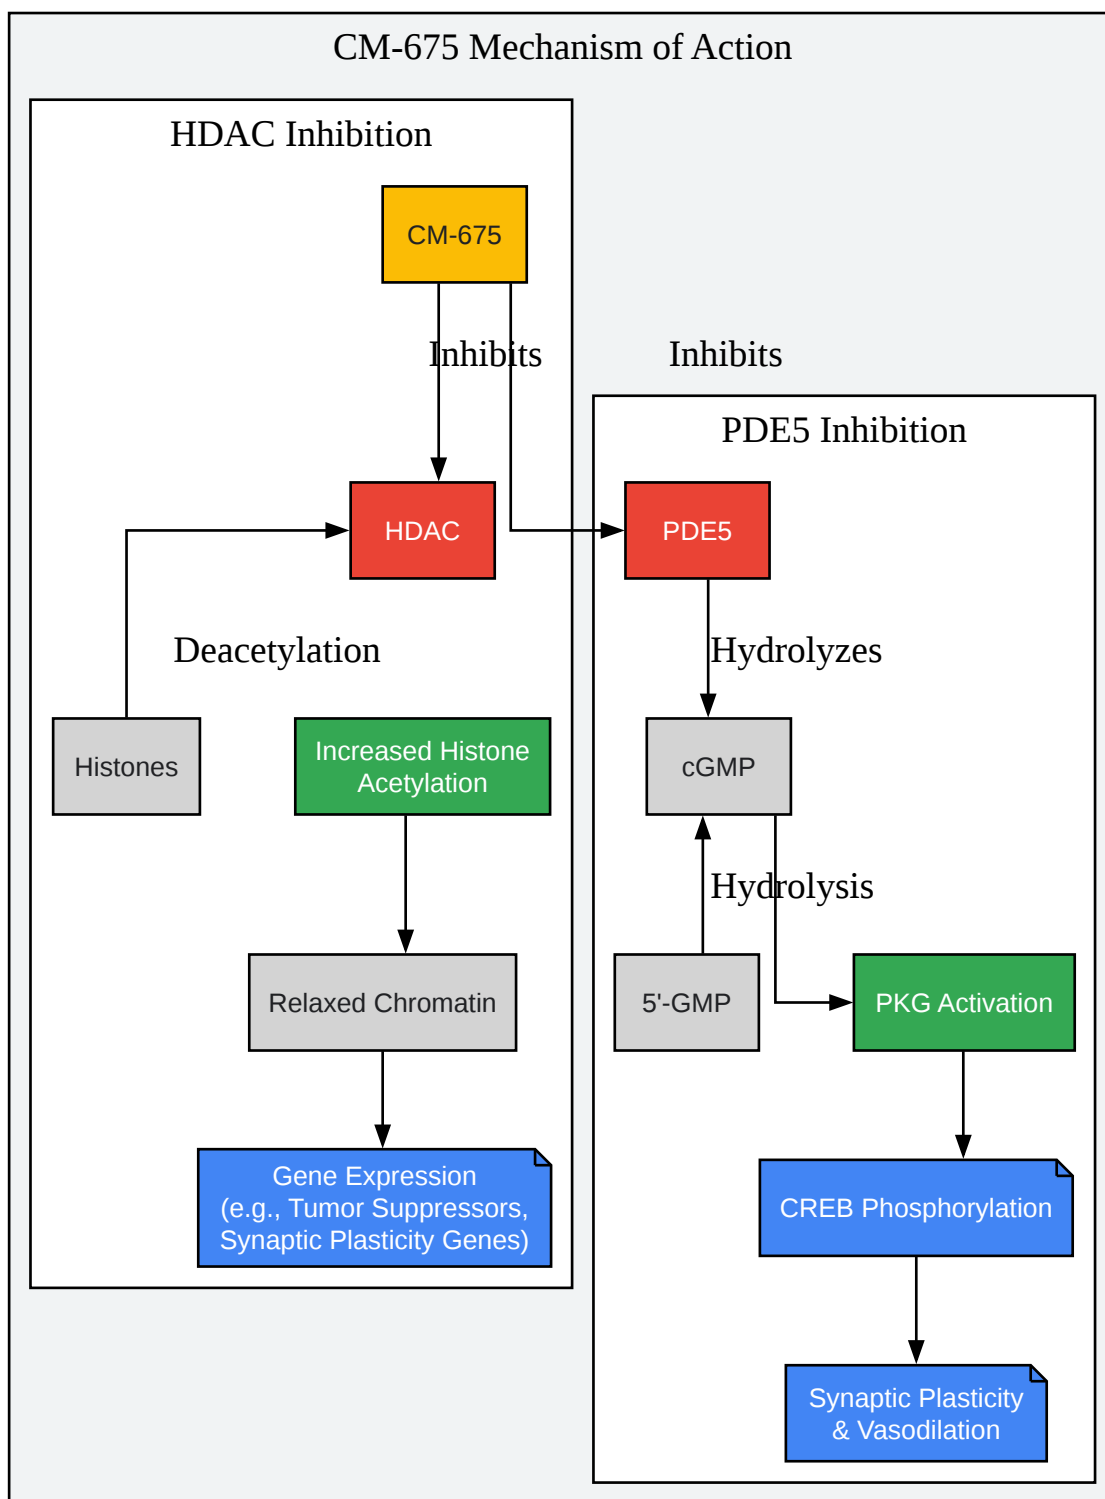 CM-675 Mechanism of Action
HDAC Inhibition
CM-675
Inhibits
Inhibits
PDE5 Inhibition
HDAC
PDE5
Deacetylation
Hydrolyzes
Histones
Increased Histone
Acetylation
cGMP
Hydrolysis
Relaxed Chromatin
5'-GMP
PKG Activation
Gene Expression
(e.g., Tumor Suppressors,
Synaptic Plasticity Genes)
CREB Phosphorylation
Synaptic Plasticity
& Vasodilation